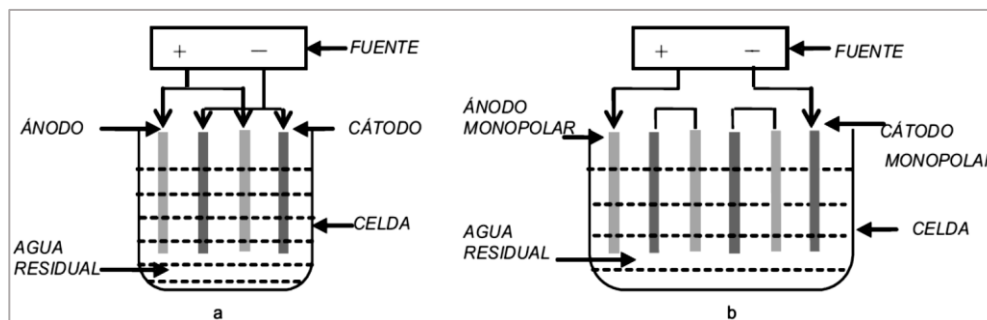 + —
FUENTE
ÁNODO
CÁTODO
CELDA
AGUA
RESIDUAL
a
+ —
FUENTE
ÁNODO
MONOPOLAR
CÁTODO
MONOPOLAR
CELDA
AGUA
RESIDUAL
b